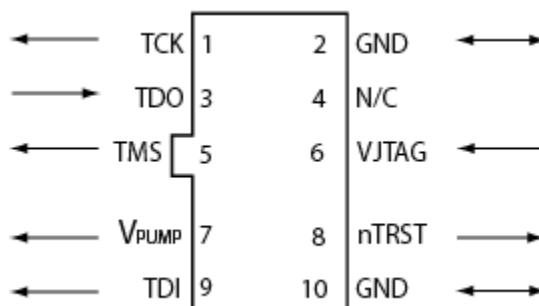 TCK 1 2 GND
TDO 3 4 N/C
TMS 5 6 VJTAG
VPUMP 7 8 nTRST
TDI 9 10 GND